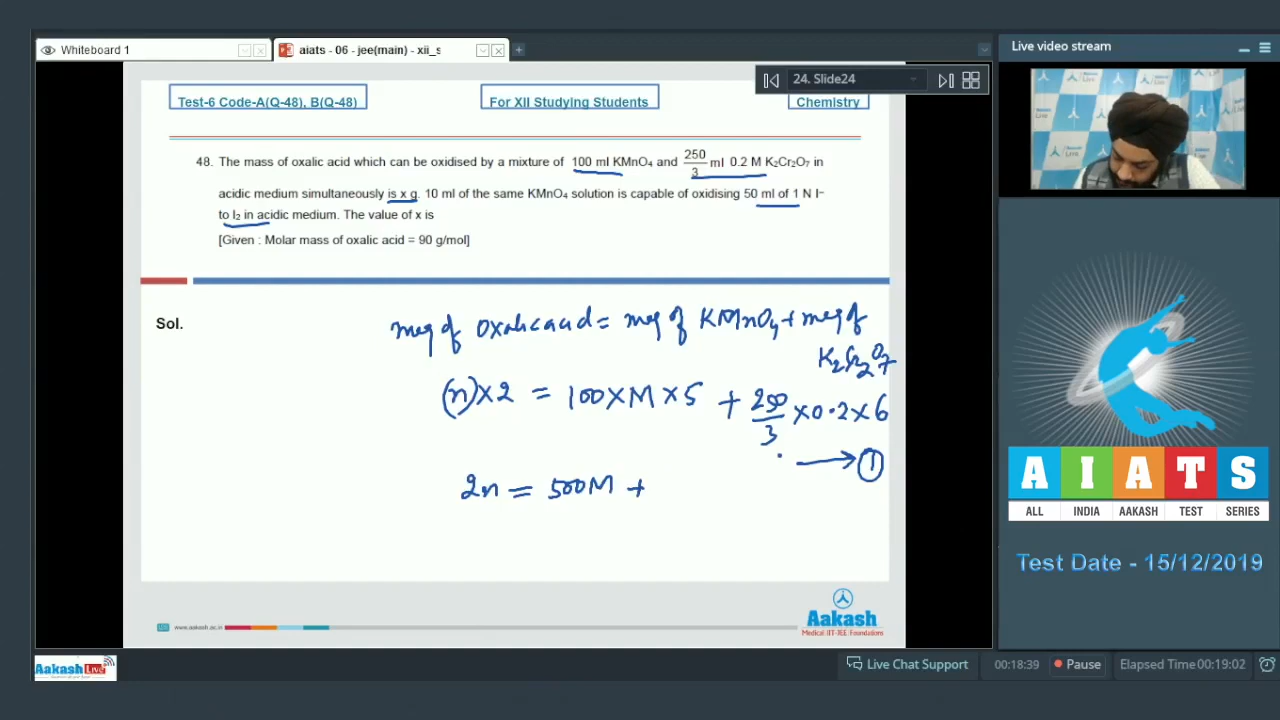 Whiteboard 1
aiats - 06 - jee(main) - xii_s
Live video stream
24. Slide24
Test-6 Code-A(Q-48), B(Q-48)
For XII Studying Students
Chemistry
48. The mass of oxalic acid which can be oxidised by a mixture of 100 ml KMnO₄ and 250/3 ml 0.2 M K₂Cr₂O₇ in
acidic medium simultaneously is x g. 10 ml of the same KMnO₄ solution is capable of oxidising 50 ml of 1 N I⁻
to I₂ in acidic medium. The value of x is
[Given : Molar mass of oxalic acid = 90 g/mol]
Sol.
meq of oxalic acid = meq of KMnO₄ + meq of
K₂Cr₂O₇
(n)×2 = 100×M×5 + 250/3 ×0.2×6
→ ①
2n = 500M +
www.aakash.ac.in
Aakash
Medical|IIT-JEE|Foundations
A I A T S
ALL INDIA AAKASH TEST SERIES
Test Date - 15/12/2019
Aakash Live
Live Chat Support
00:18:39
Pause
Elapsed Time 00:19:02